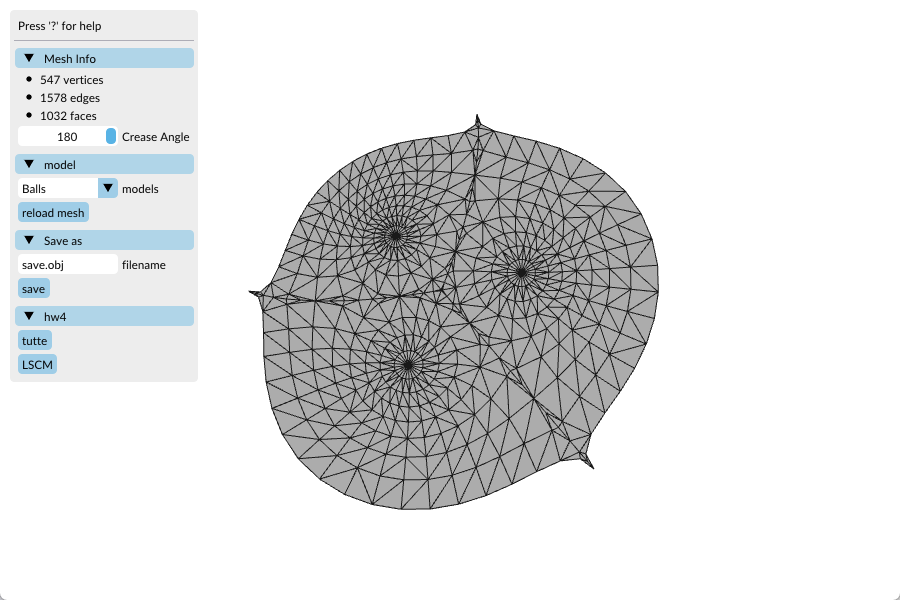 Press '?' for help
Mesh Info
547 vertices
1578 edges
1032 faces
180 Crease Angle
model
Balls models
reload mesh
Save as
save.obj filename
save
hw4
tutte
LSCM